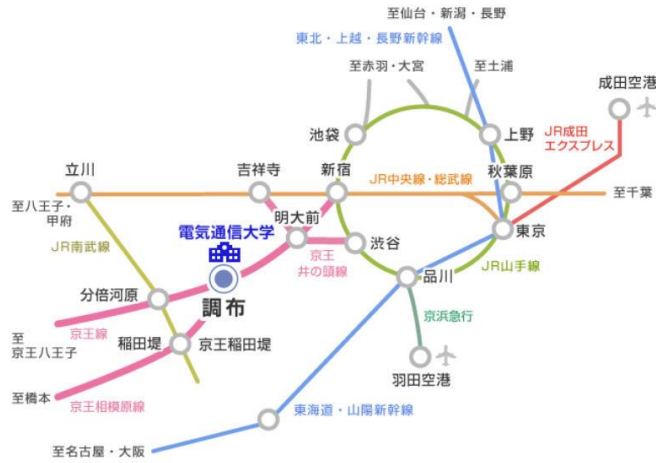 至仙台・新潟・長野
東北・上越・長野新幹線
至赤羽・大宮
至土浦
成田空港
池袋
上野
JR成田
エクスプレス
立川
吉祥寺
新宿
JR中央線・総武線
秋葉原
至千葉
至八王子・
甲府
明大前
電気通信大学
JR南武線
京王
井の頭線
渋谷
東京
JR山手線
品川
調布
分倍河原
京浜急行
京王線
至
京王八王子
稲田堤
京王稲田堤
羽田空港
至橋本
京王相模原線
東海道・山陽新幹線
至名古屋・大阪